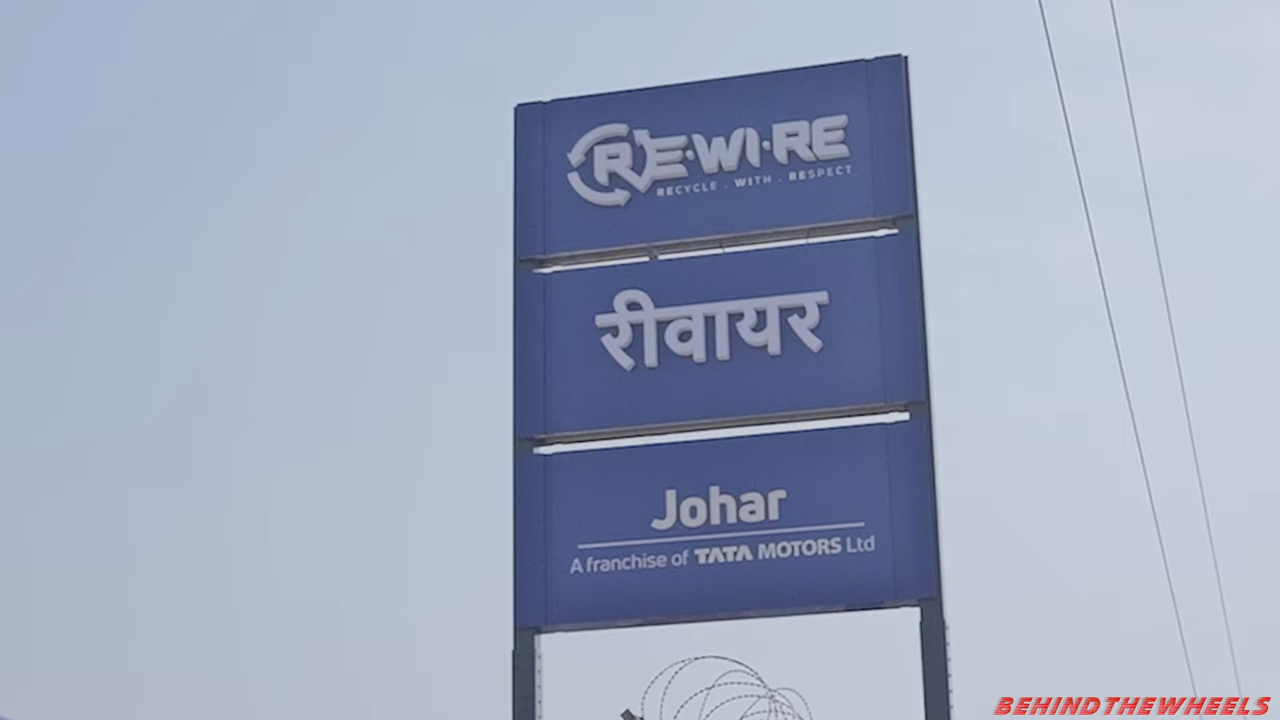 RE·WI·RE
RECYCLE . WITH . RESPECT
रीवायर
Johar
A franchise of TATA MOTORS Ltd
BEHINDTHEWHEELS